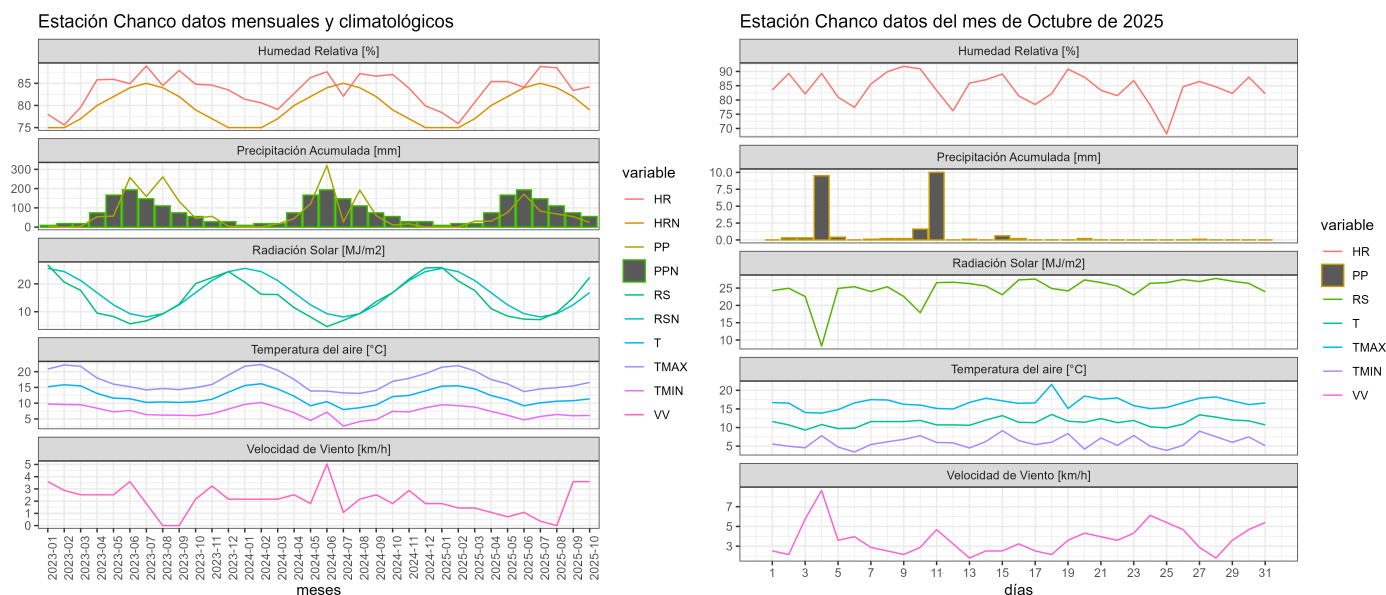 Estación Chanco datos mensuales y climatológicos
Humedad Relativa [%]
85
80
75
Precipitación Acumulada [mm]
300
200
100
0
Radiación Solar [MJ/m2]
20
10
Temperatura del aire [°C]
20
15
10
5
Velocidad de Viento [km/h]
5
4
3
2
1
0
2023-01
2023-02
2023-03
2023-04
2023-05
2023-06
2023-07
2023-08
2023-09
2023-10
2023-11
2023-12
2024-01
2024-02
2024-03
2024-04
2024-05
2024-06
2024-07
2024-08
2024-09
2024-10
2024-11
2024-12
2025-01
2025-02
2025-03
2025-04
2025-05
2025-06
2025-07
2025-08
2025-09
2025-10
meses
variable
HR
HRN
PP
PPN
RS
RSN
T
TMAX
TMIN
VV
Estación Chanco datos del mes de Octubre de 2025
Humedad Relativa [%]
90
85
80
75
70
Precipitación Acumulada [mm]
10.0
7.5
5.0
2.5
0.0
Radiación Solar [MJ/m2]
25
20
15
10
Temperatura del aire [°C]
20
15
10
5
Velocidad de Viento [km/h]
7
5
3
1 3 5 7 9 11 13 15 17 19 21 23 25 27 29 31
días
variable
HR
PP
RS
T
TMAX
TMIN
VV